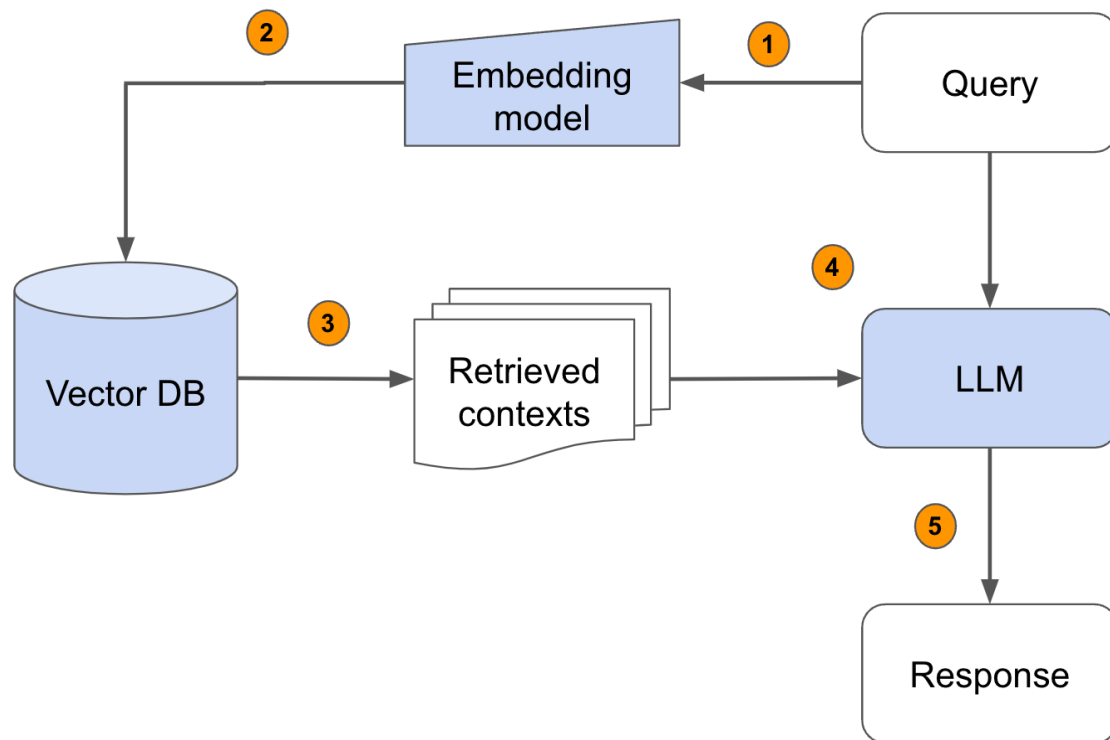 2
1
Embedding
model
Query
4
3
Vector DB
Retrieved
contexts
LLM
5
Response